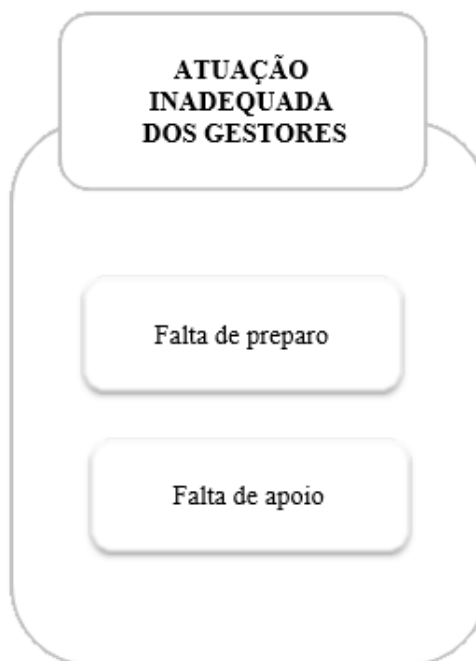 ATUAÇÃO
INADEQUADA
DOS GESTORES
Falta de preparo
Falta de apoio